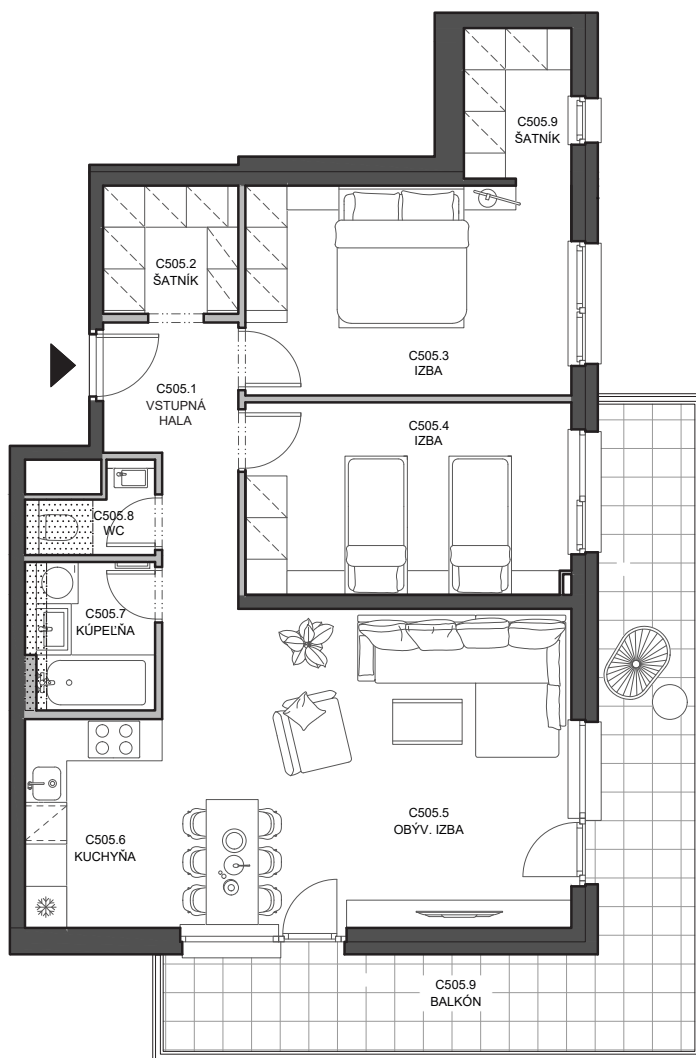 C505.9
ŠATNÍK
C505.2
ŠATNÍK
C505.3
IZBA
C505.1
VSTUPNÁ
HALA
C505.4
IZBA
C505.8
WC
C505.7
KÚPEĽŇA
C505.5
OBÝV. IZBA
C505.6
KUCHYŇA
C505.9
BALKÓN